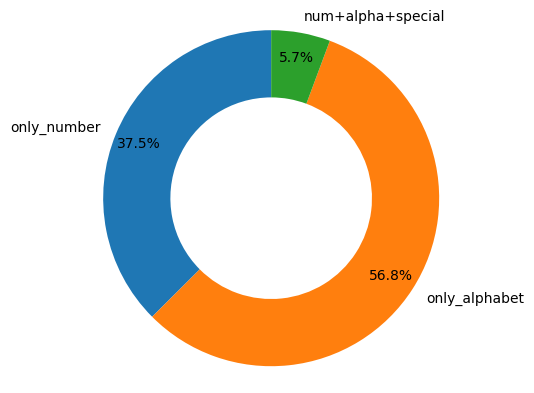 num+alpha+special
5.7%
only_number
37.5%
56.8%
only_alphabet